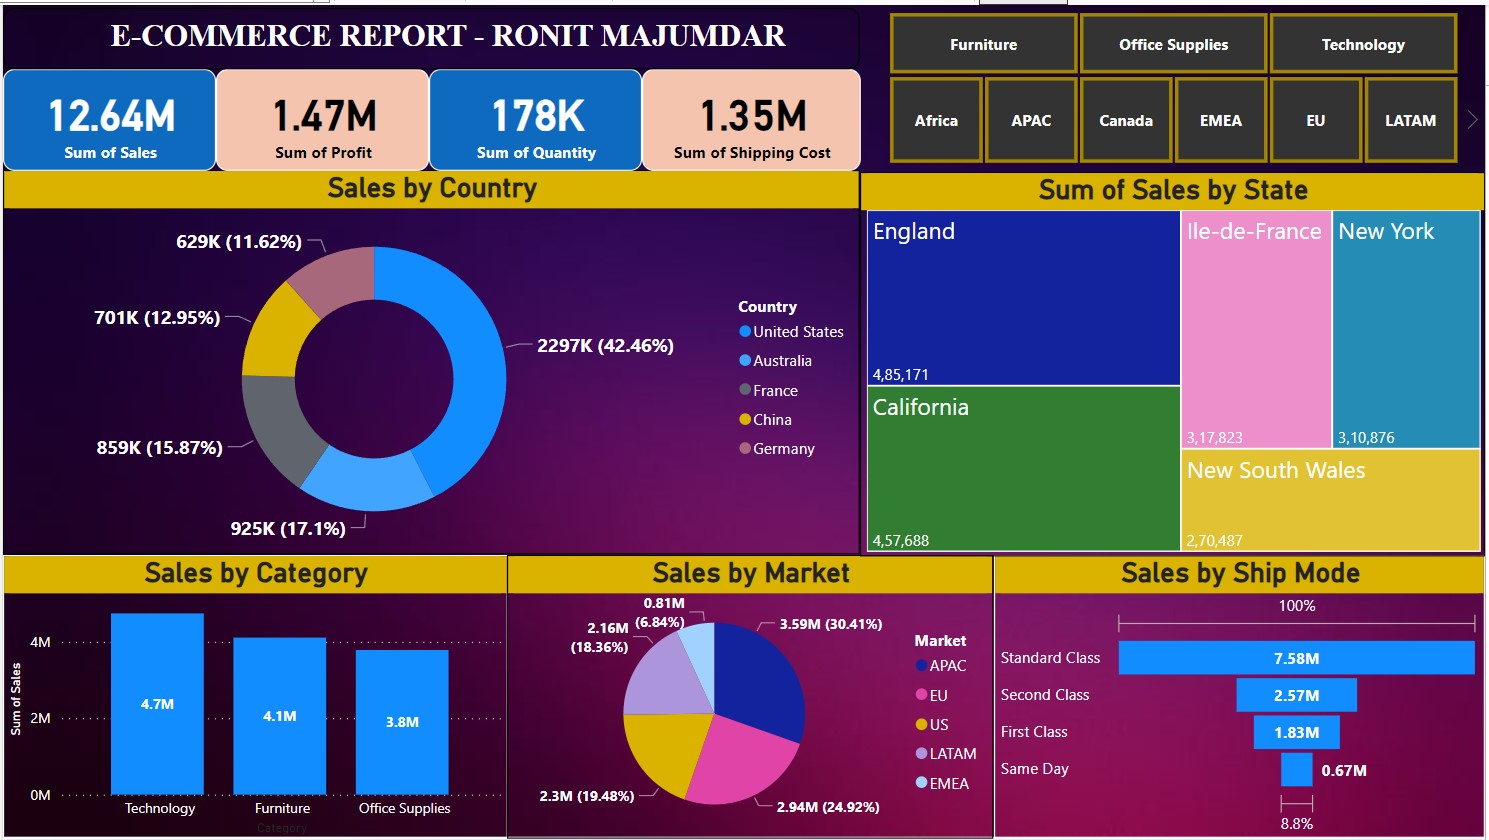 E-COMMERCE REPORT - RONIT MAJUMDAR
12.64M
Sum of Sales
1.47M
Sum of Profit
178K
Sum of Quantity
1.35M
Sum of Shipping Cost
Furniture
Office Supplies
Technology
Africa
APAC
Canada
EMEA
EU
LATAM
Sales by Country
629K (11.62%)
701K (12.95%)
2297K (42.46%)
859K (15.87%)
925K (17.1%)
Country
United States
Australia
France
China
Germany
Sum of Sales by State
England
4,85,171
California
4,57,688
Ile-de-France
3,17,823
New York
3,10,876
New South Wales
2,70,487
Sales by Category
Sum of Sales
4M
2M
0M
4.7M
4.1M
3.8M
Technology
Furniture
Office Supplies
Category
Sales by Market
0.81M
(6.84%)
2.16M
(18.36%)
3.59M (30.41%)
2.3M (19.48%)
2.94M (24.92%)
Market
APAC
EU
US
LATAM
EMEA
Sales by Ship Mode
100%
Standard Class
7.58M
Second Class
2.57M
First Class
1.83M
Same Day
0.67M
8.8%